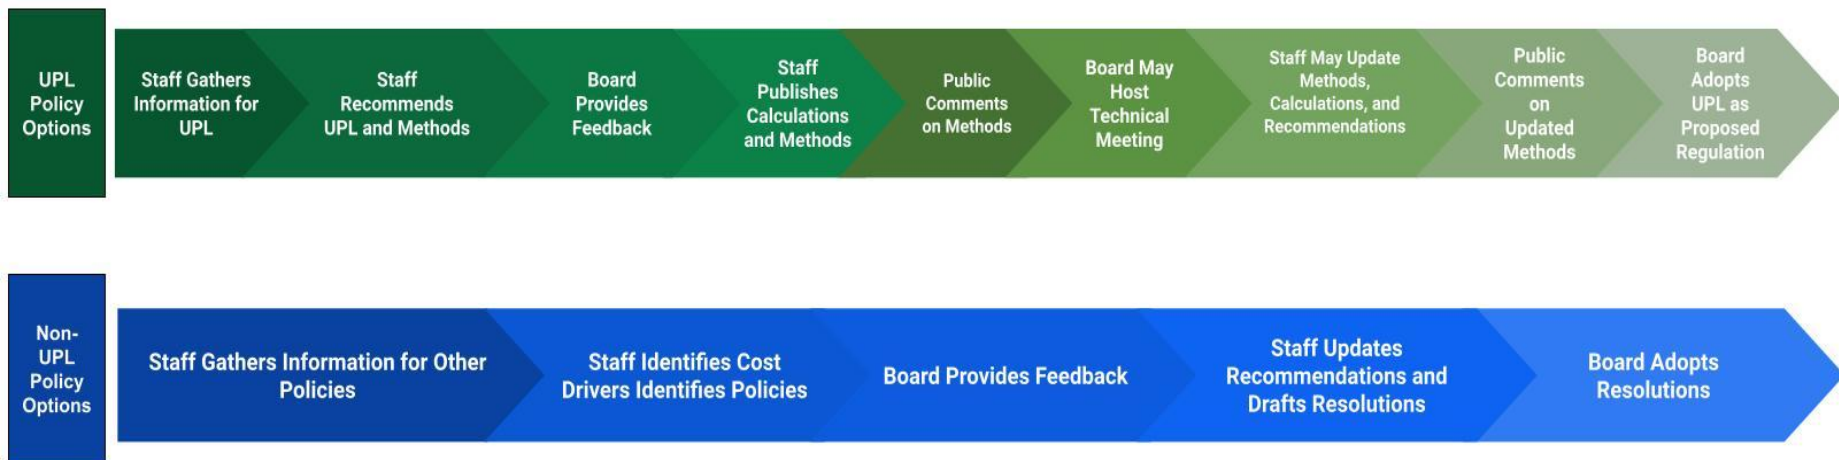 UPL
Policy
Options
Staff Gathers
Information for
UPL
Staff
Recommends
UPL and Methods
Board
Provides
Feedback
Staff
Publishes
Calculations
and Methods
Public
Comments
on Methods
Board May
Host
Technical
Meeting
Staff May Update
Methods,
Calculations, and
Recommendations
Public
Comments
on
Updated
Methods
Board
Adopts
UPL as
Proposed
Regulation
Non-
UPL
Policy
Options
Staff Gathers Information for Other
Policies
Staff Identifies Cost
Drivers Identifies Policies
Board Provides Feedback
Staff Updates
Recommendations and
Drafts Resolutions
Board Adopts
Resolutions